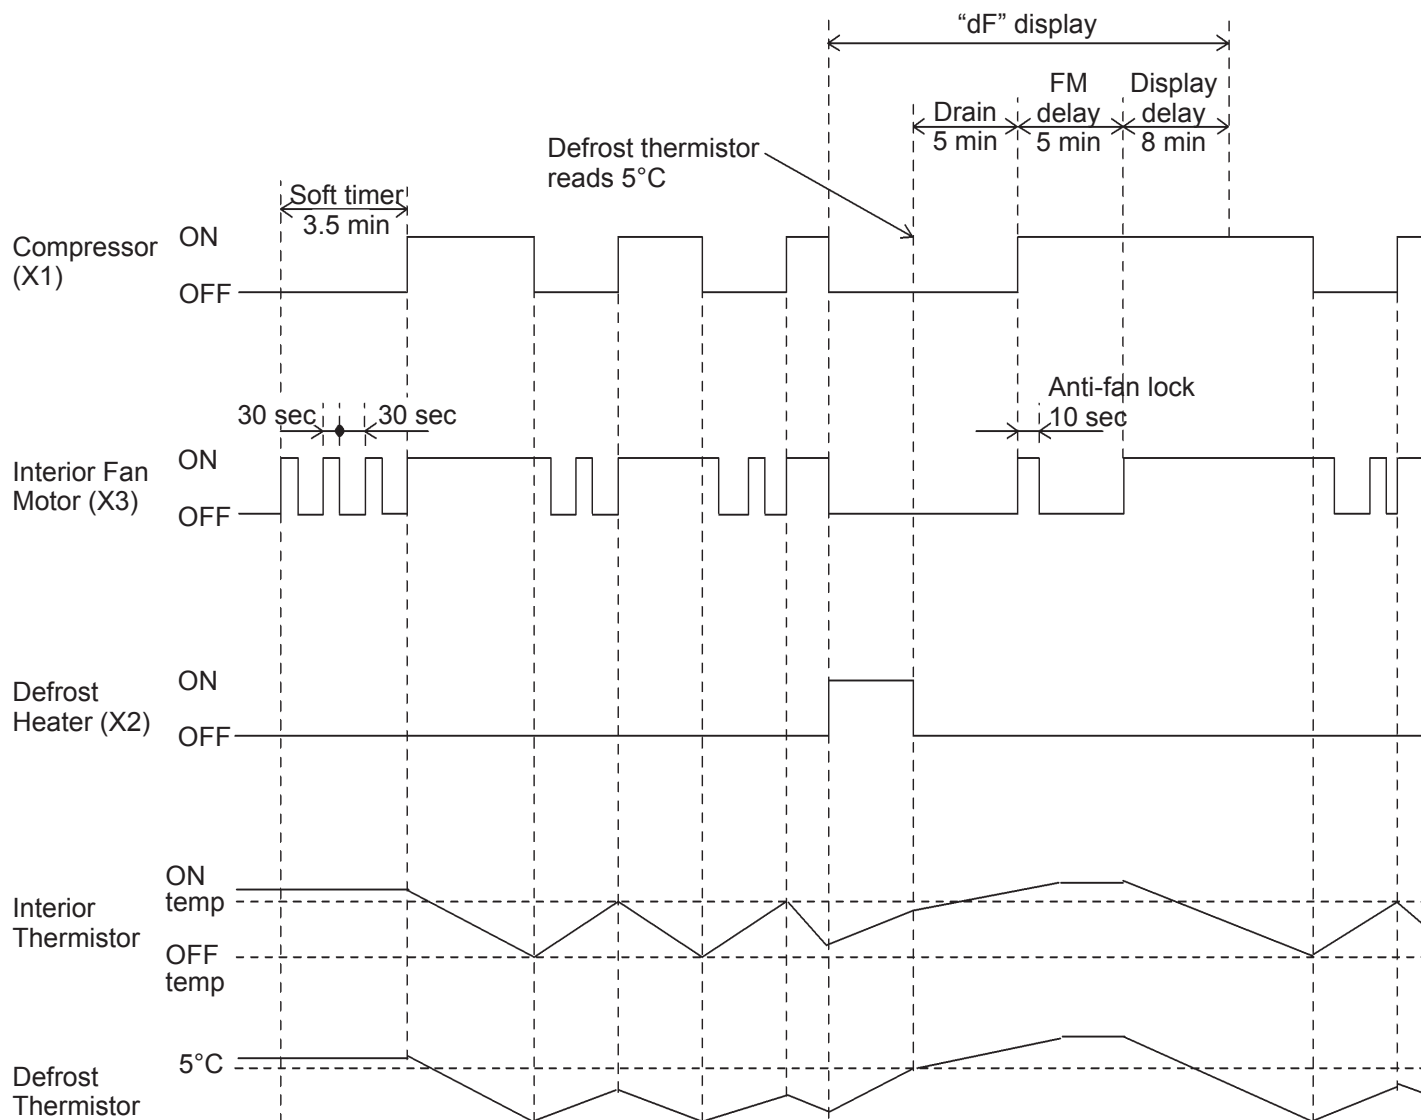 “dF” display
FM
delay
5 min
Display
delay
8 min
Drain
5 min
Defrost thermistor
reads 5°C
Soft timer
3.5 min
Compressor
(X1)
ON
OFF
30 sec
30 sec
Anti-fan lock
10 sec
Interior Fan
Motor (X3)
ON
OFF
Defrost
Heater (X2)
ON
OFF
Interior
Thermistor
ON
temp
OFF
temp
5°C
Defrost
Thermistor